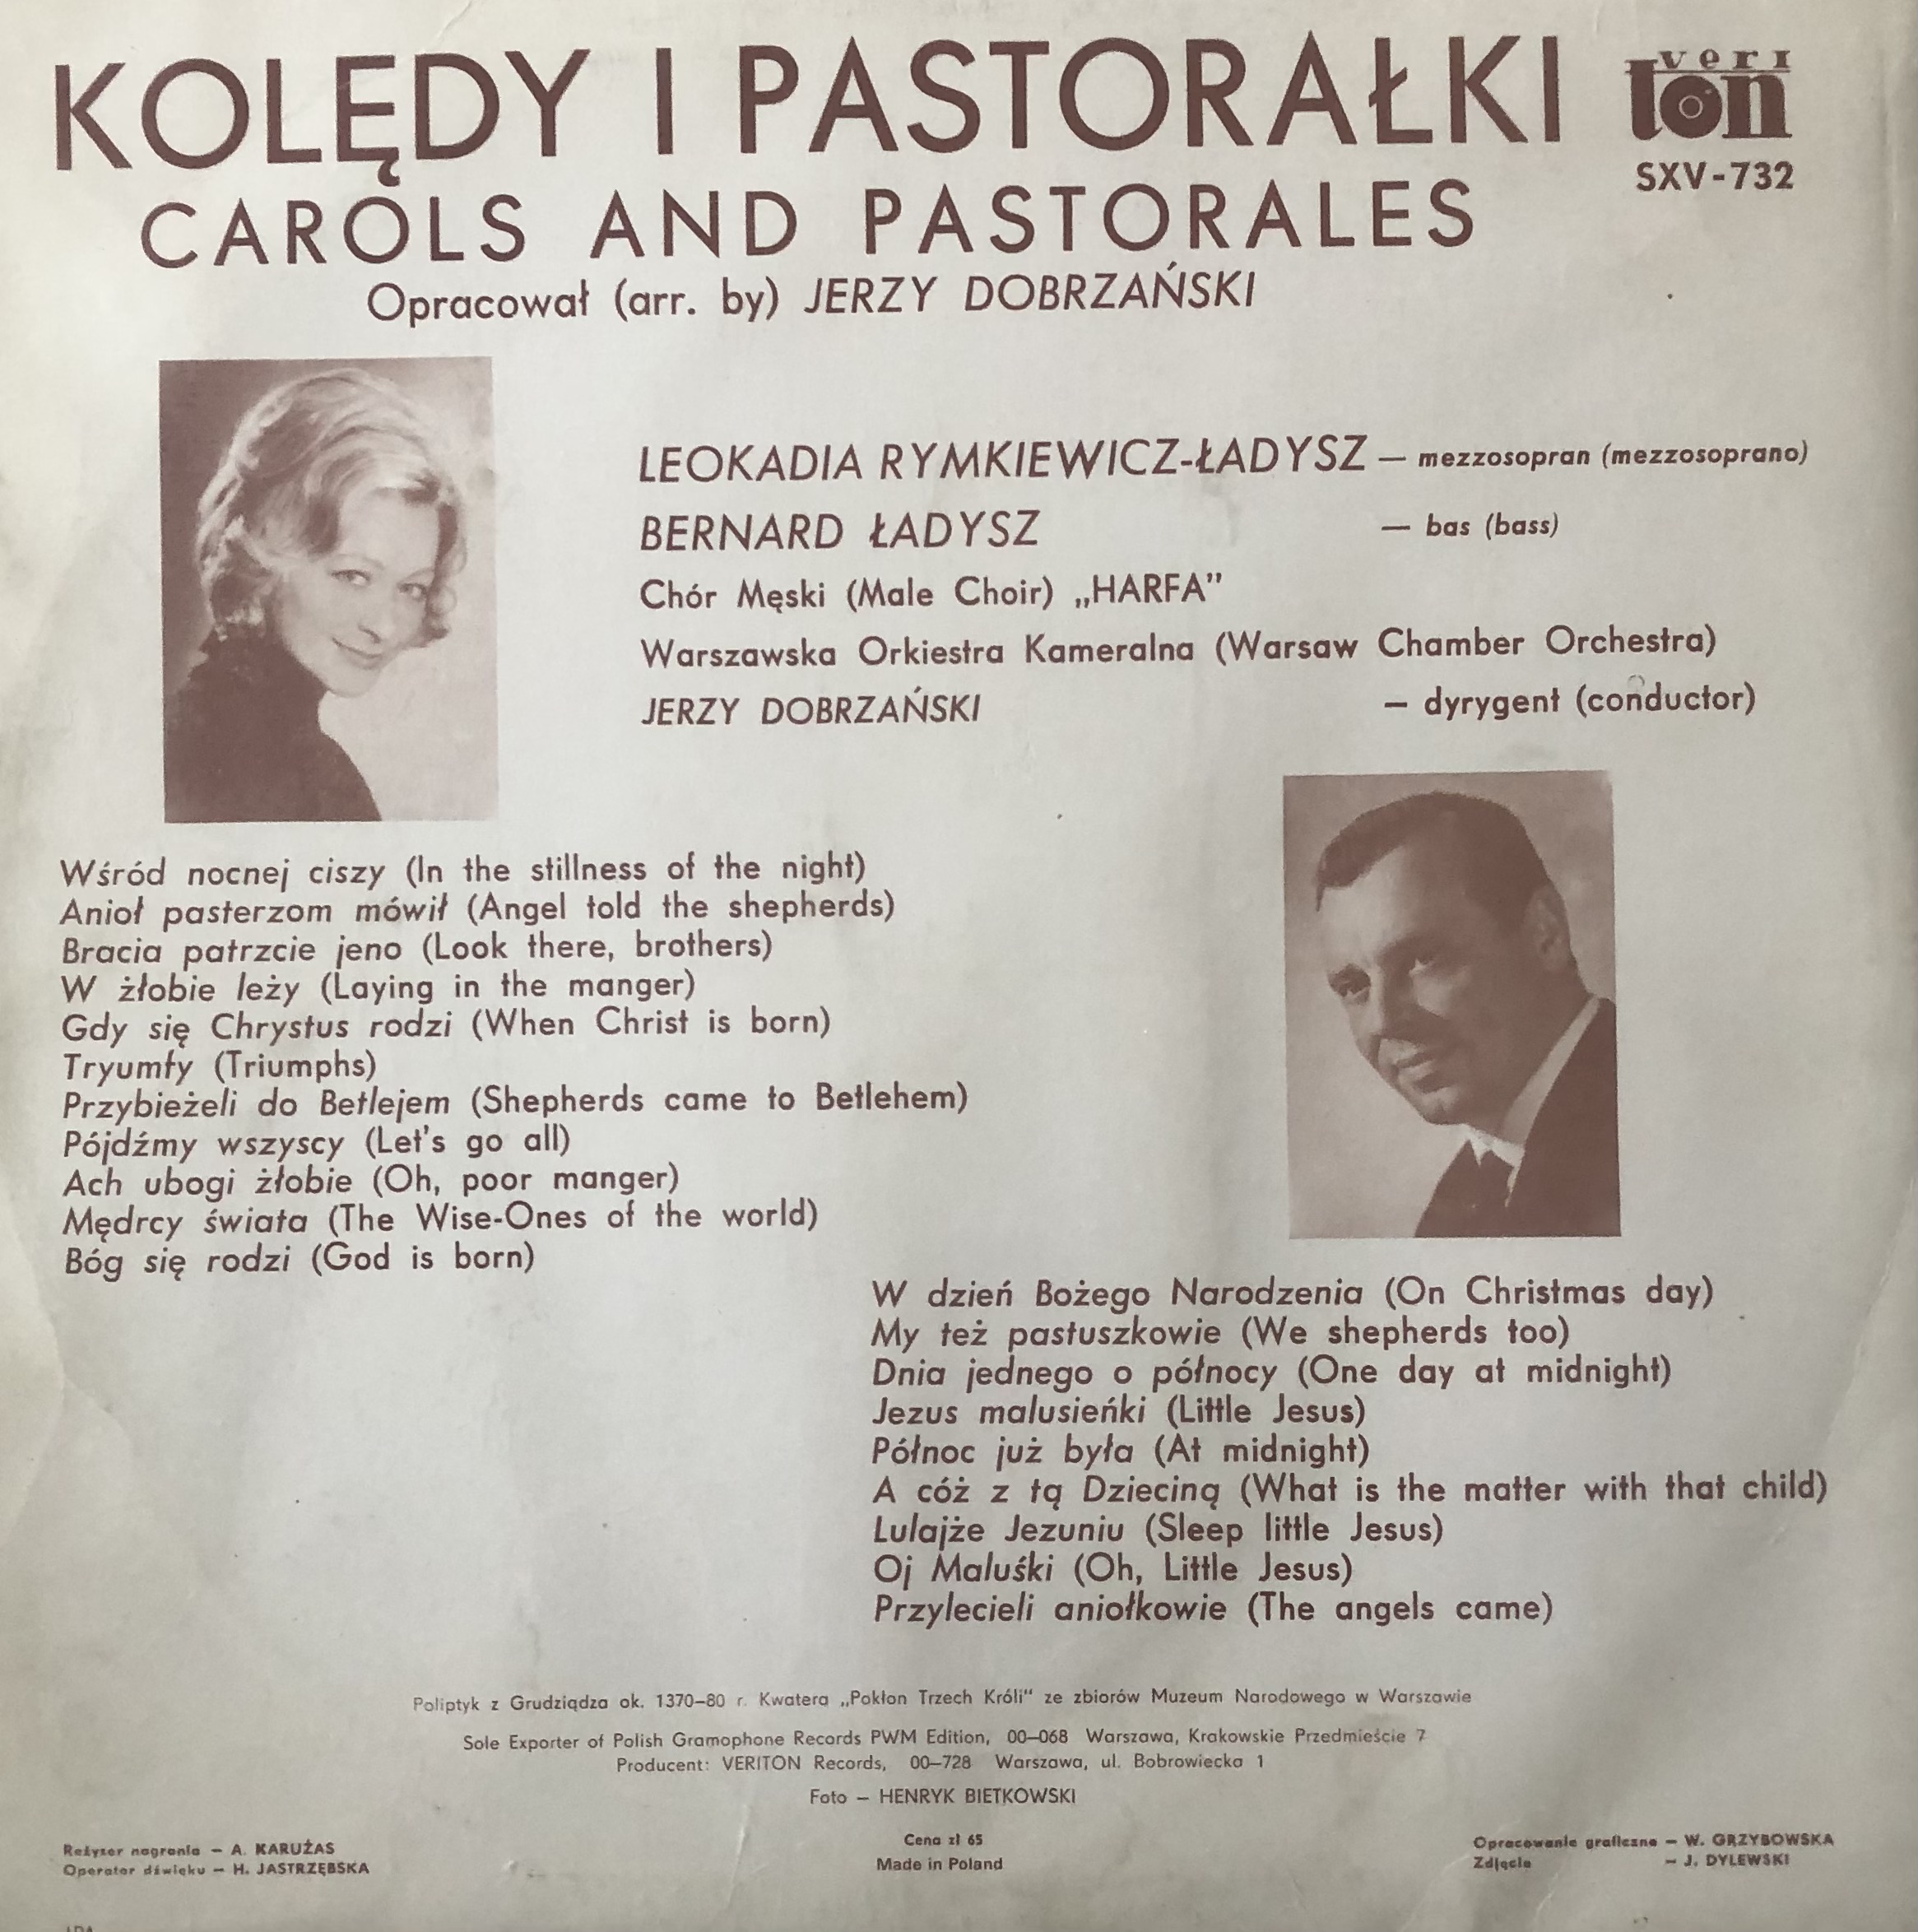 KOLĘDY I PASTORAŁKI
veri
ton
SXV-732
CAROLS AND PASTORALES
Opracował (arr. by) JERZY DOBRZAŃSKI
LEOKADIA RYMKIEWICZ-ŁADYSZ — mezzosopran (mezzosoprano)
BERNARD ŁADYSZ — bas (bass)
Chór Męski (Male Choir) „HARFA”
Warszawska Orkiestra Kameralna (Warsaw Chamber Orchestra)
JERZY DOBRZAŃSKI – dyrygent (conductor)
Wśród nocnej ciszy (In the stillness of the night)
Anioł pasterzom mówił (Angel told the shepherds)
Bracia patrzcie jeno (Look there, brothers)
W żłobie leży (Laying in the manger)
Gdy się Chrystus rodzi (When Christ is born)
Tryumfy (Triumphs)
Przybieżeli do Betlejem (Shepherds came to Betlehem)
Pójdźmy wszyscy (Let's go all)
Ach ubogi żłobie (Oh, poor manger)
Mędrcy świata (The Wise-Ones of the world)
Bóg się rodzi (God is born)
W dzień Bożego Narodzenia (On Christmas day)
My też pastuszkowie (We shepherds too)
Dnia jednego o północy (One day at midnight)
Jezus malusieńki (Little Jesus)
Północ już była (At midnight)
A cóż z tą Dzieciną (What is the matter with that child)
Lulajże Jezuniu (Sleep little Jesus)
Oj Maluśki (Oh, Little Jesus)
Przylecieli aniołkowie (The angels came)
Poliptyk z Grudziądza ok. 1370–80 r. Kwatera „Pokłon Trzech Króli" ze zbiorów Muzeum Narodowego w Warszawie
Sole Exporter of Polish Gramophone Records PWM Edition, 00–068 Warszawa, Krakowskie Przedmieście 7
Producent: VERITON Records, 00–728 Warszawa, ul. Bobrowiecka 1
Foto – HENRYK BIETKOWSKI
Reżyser nagrania – A. KARUŻAS
Operator dźwięku – H. JASTRZĘBSKA
Cena zł 65
Made in Poland
Opracowanie graficzne – W. GRZYBOWSKA
Zdjęcie – J. DYLEWSKI